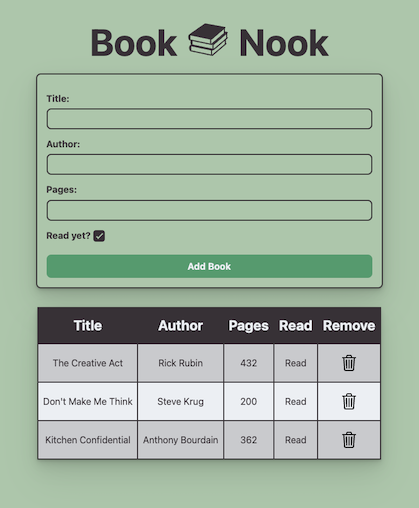 Book Nook
Title:
Author:
Pages:
Read yet?
Add Book
Title Author Pages Read Remove
The Creative Act Rick Rubin 432 Read
Don't Make Me Think Steve Krug 200 Read
Kitchen Confidential Anthony Bourdain 362 Read